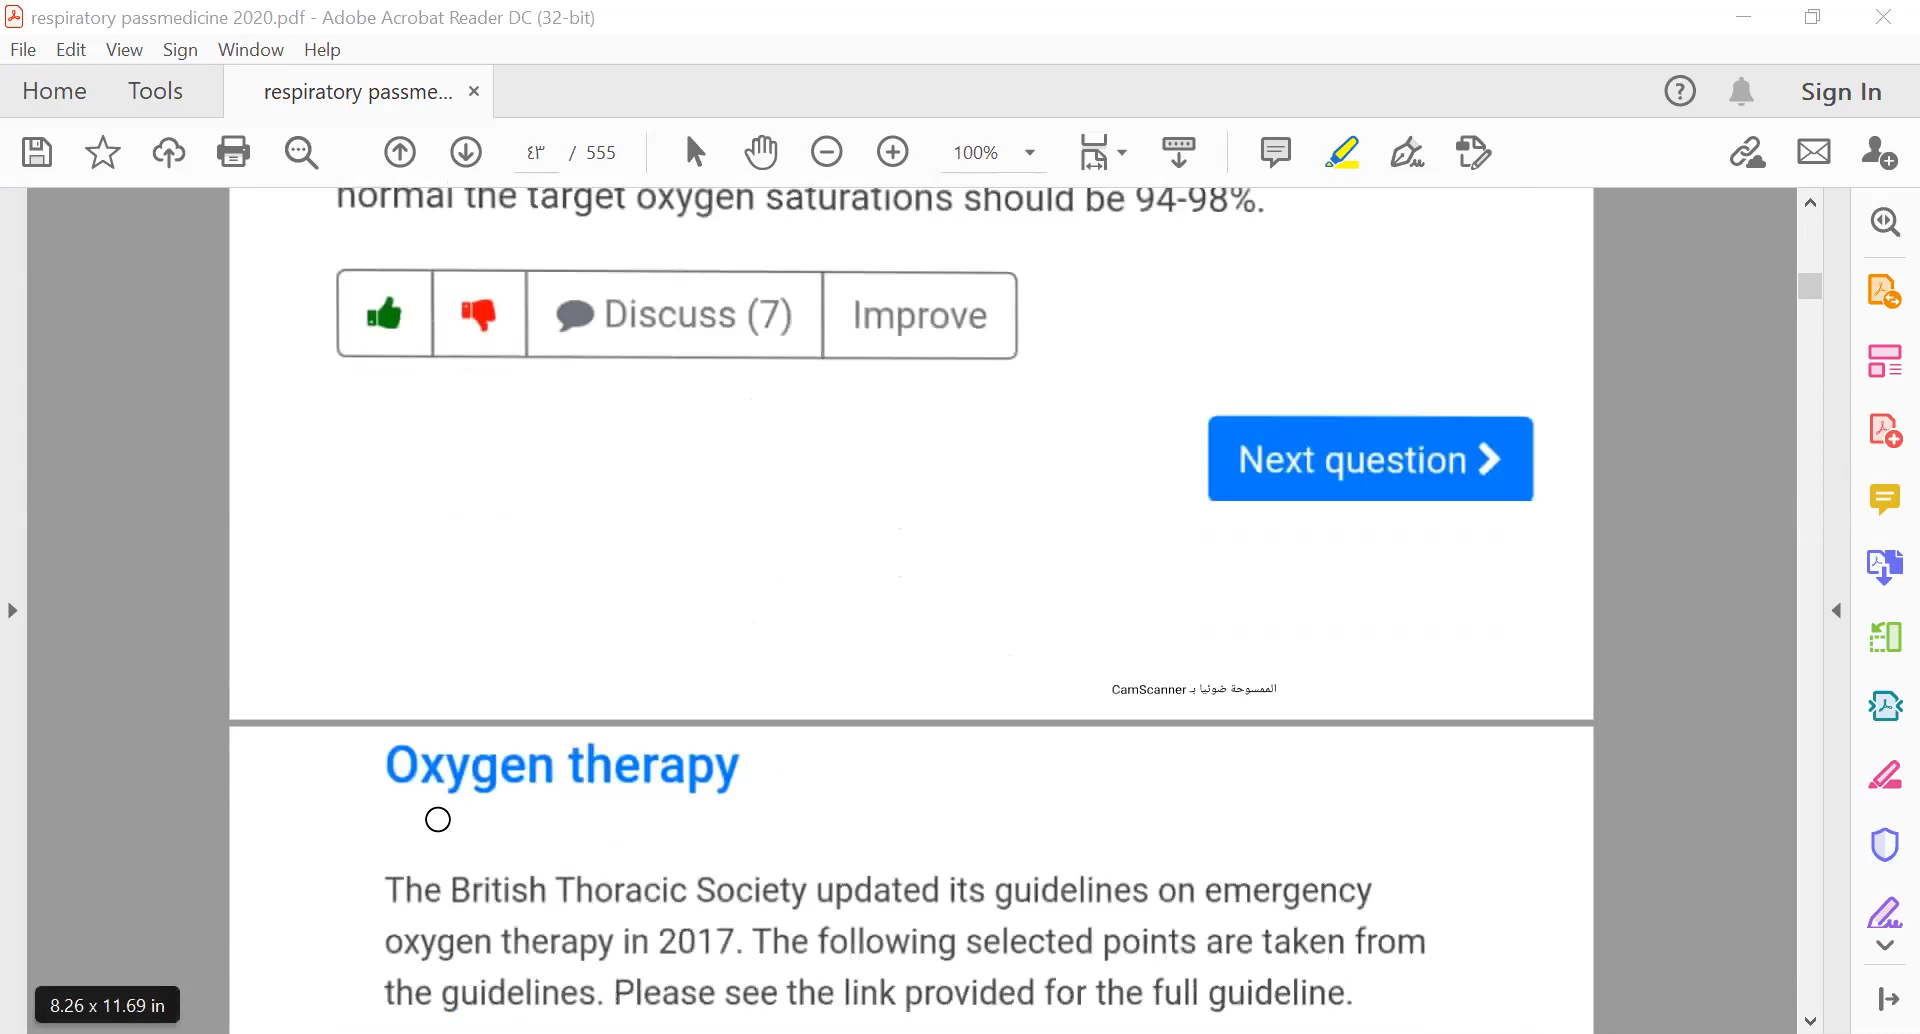 respiratory passmedicine 2020.pdf - Adobe Acrobat Reader DC (32-bit)
File Edit View Sign Window Help
Home Tools respiratory passme... × Sign In
٤٣ / 555 100%
normal the target oxygen saturations should be 94-98%.
Discuss (7) Improve
Next question
الممسوحة ضوئيا بـ CamScanner
Oxygen therapy
The British Thoracic Society updated its guidelines on emergency
oxygen therapy in 2017. The following selected points are taken from
the guidelines. Please see the link provided for the full guideline.
8.26 x 11.69 in